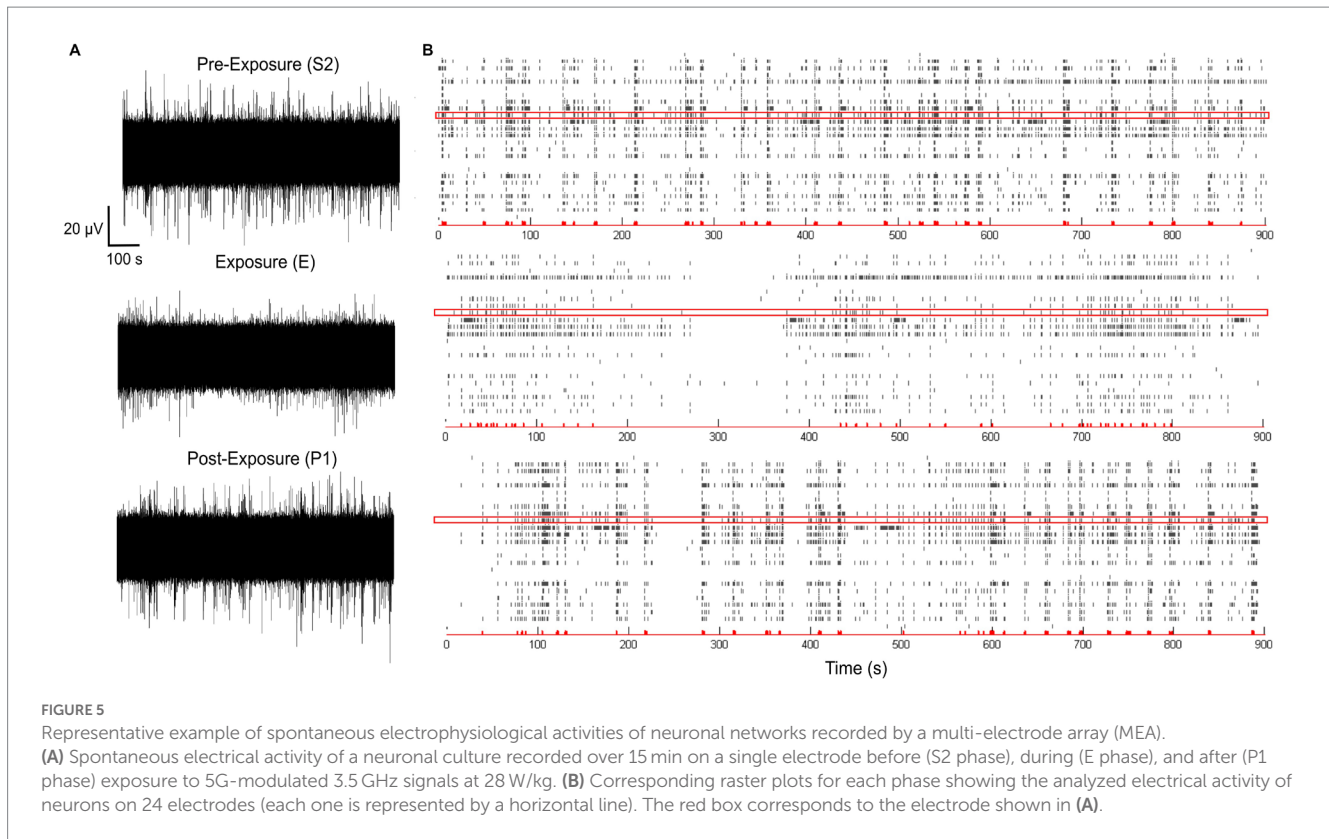 A
B
Pre-Exposure (S2)
20 µV
100 s
0 100 200 300 400 500 600 700 800 900
Exposure (E)
0 100 200 300 400 500 600 700 800 900
Post-Exposure (P1)
0 100 200 300 400 500 600 700 800 900
Time (s)
FIGURE 5
Representative example of spontaneous electrophysiological activities of neuronal networks recorded by a multi-electrode array (MEA).
(A) Spontaneous electrical activity of a neuronal culture recorded over 15 min on a single electrode before (S2 phase), during (E phase), and after (P1
phase) exposure to 5G-modulated 3.5 GHz signals at 28 W/kg. (B) Corresponding raster plots for each phase showing the analyzed electrical activity of
neurons on 24 electrodes (each one is represented by a horizontal line). The red box corresponds to the electrode shown in (A).